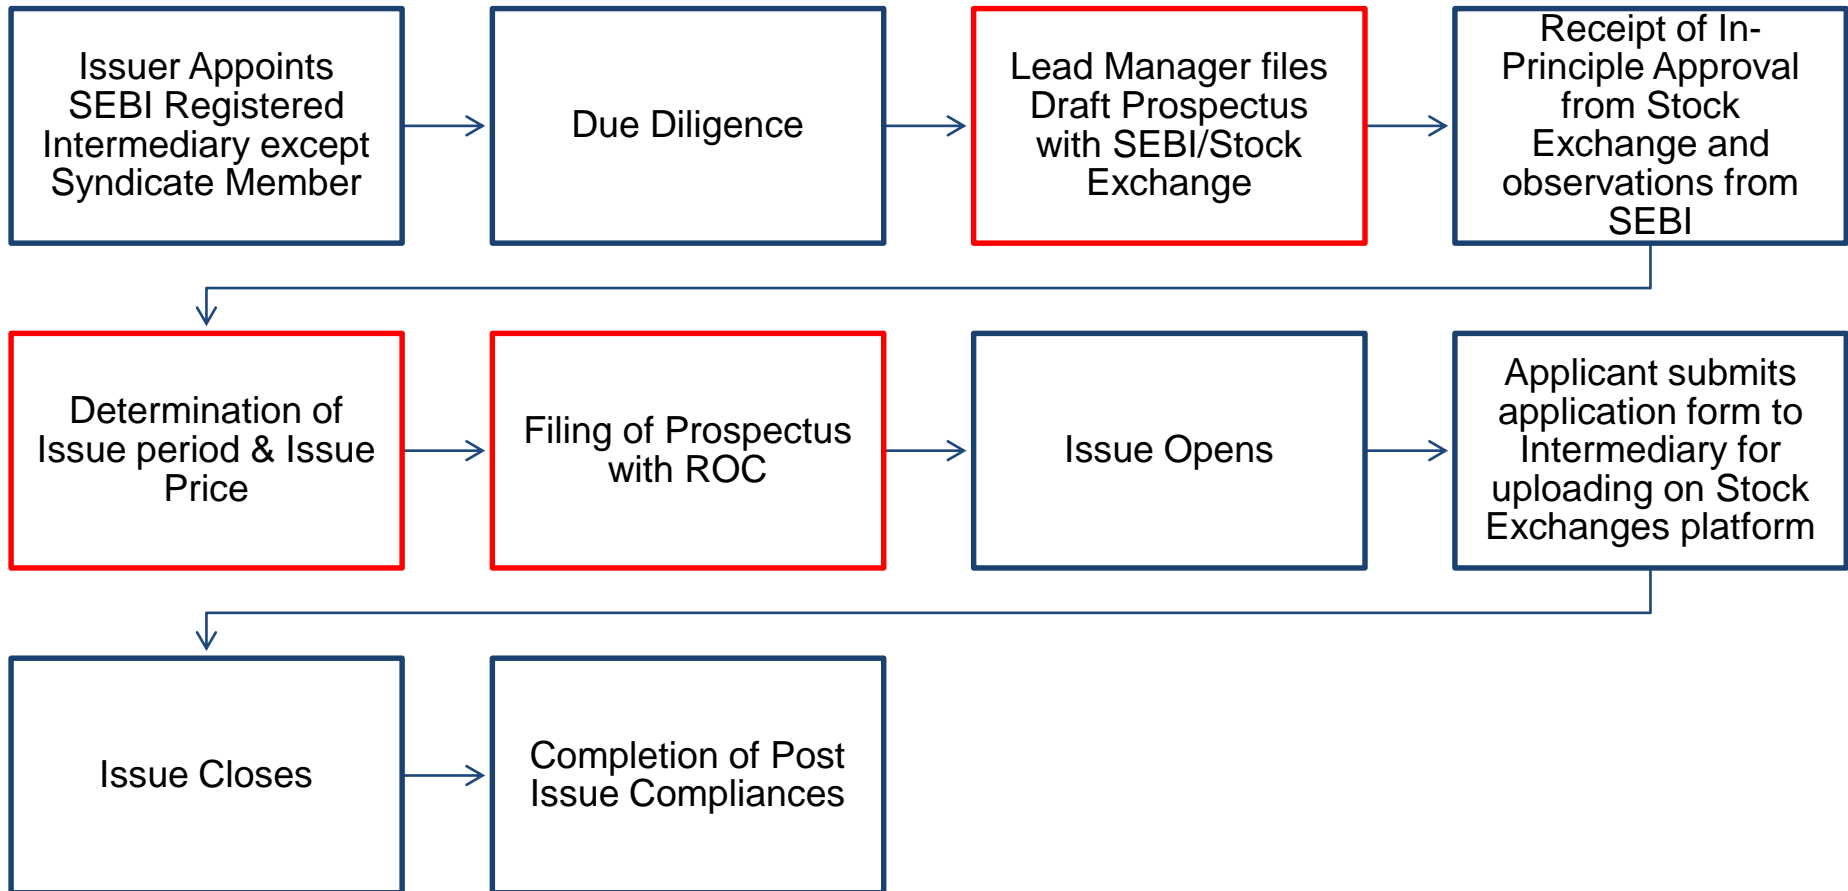 Issuer Appoints
SEBI Registered
Intermediary except
Syndicate Member
Due Diligence
Lead Manager files
Draft Prospectus
with SEBI/Stock
Exchange
Receipt of In-
Principle Approval
from Stock
Exchange and
observations from
SEBI
Determination of
Issue period & Issue
Price
Filing of Prospectus
with ROC
Issue Opens
Applicant submits
application form to
Intermediary for
uploading on Stock
Exchanges platform
Issue Closes
Completion of Post
Issue Compliances